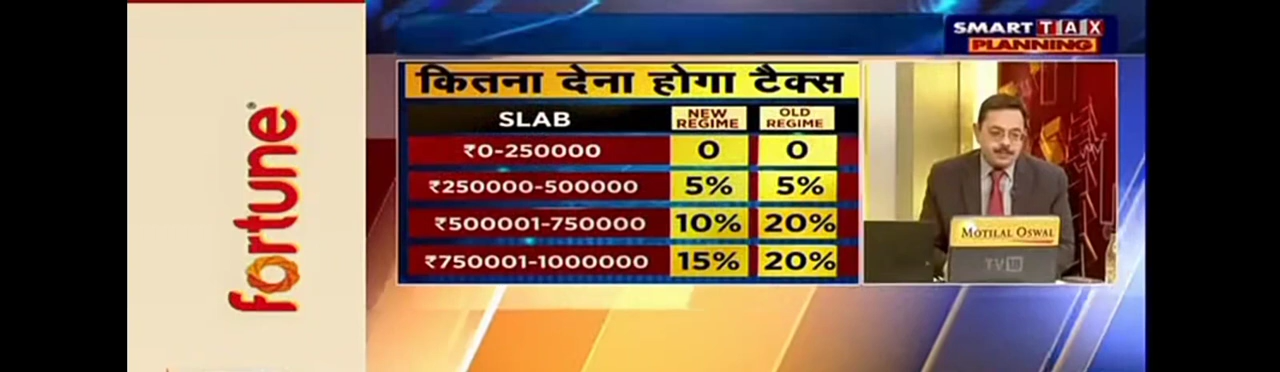 fortune
SMART TAX
PLANNING
कितना देना होगा टैक्स
SLAB NEW REGIME OLD REGIME
₹0-250000 0 0
₹250000-500000 5% 5%
₹500001-750000 10% 20%
₹750001-1000000 15% 20%
MOTILAL OSWAL
TV18